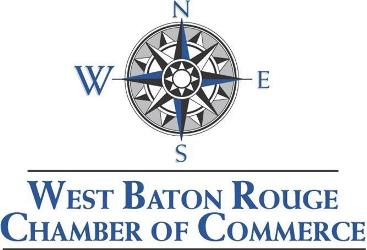 N
W E
S
WEST BATON ROUGE
CHAMBER OF COMMERCE